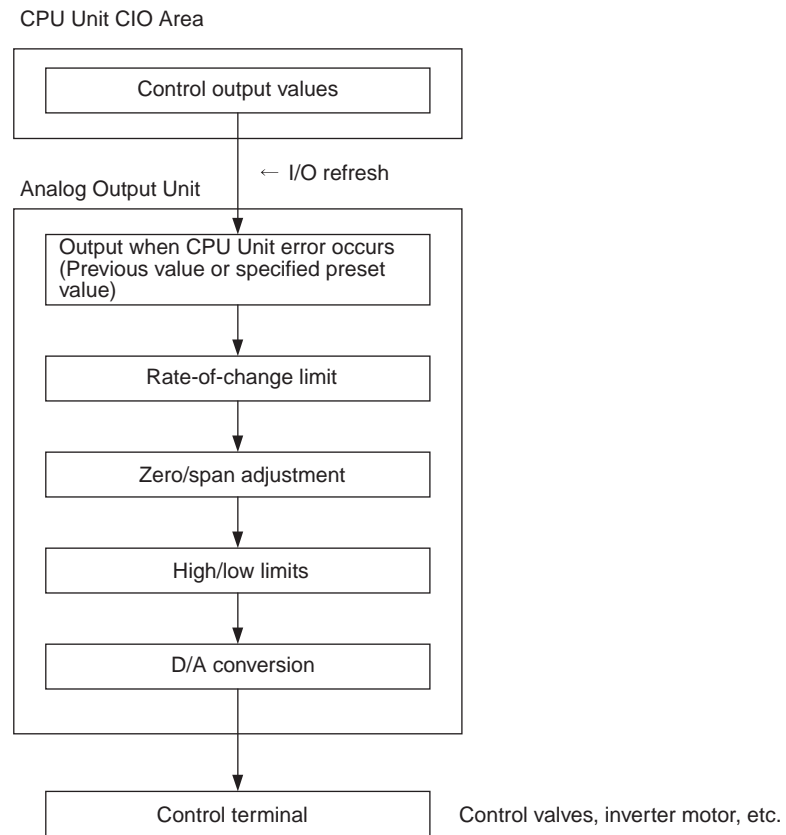 CPU Unit CIO Area
Control output values
← I/O refresh
Analog Output Unit
Output when CPU Unit error occurs
(Previous value or specified preset
value)
Rate-of-change limit
Zero/span adjustment
High/low limits
D/A conversion
Control terminal
Control valves, inverter motor, etc.